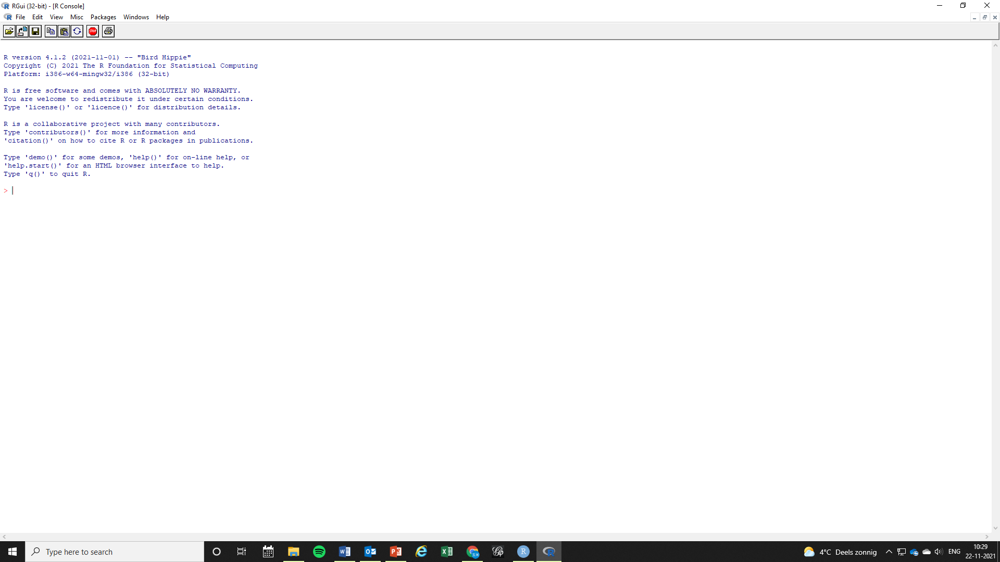 RGui (32-bit) - [R Console]
File Edit View Misc Packages Windows Help
STOP
R version 4.1.2 (2021-11-01) -- "Bird Hippie"
Copyright (C) 2021 The R Foundation for Statistical Computing
Platform: i386-w64-mingw32/i386 (32-bit)
R is free software and comes with ABSOLUTELY NO WARRANTY.
You are welcome to redistribute it under certain conditions.
Type 'license()' or 'licence()' for distribution details.
R is a collaborative project with many contributors.
Type 'contributors()' for more information and
'citation()' on how to cite R or R packages in publications.
Type 'demo()' for some demos, 'help()' for on-line help, or
'help.start()' for an HTML browser interface to help.
Type 'q()' to quit R.
>
Type here to search
4°C Deels zonnig
ENG
10:29
22-11-2021